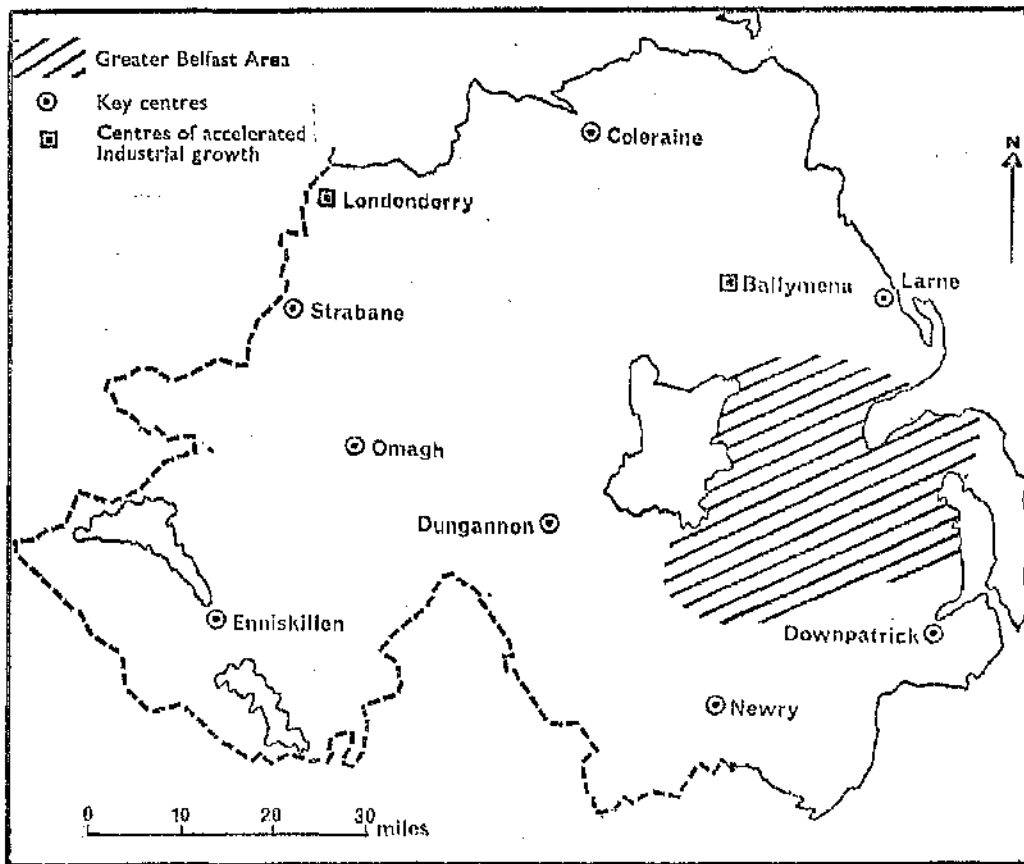 Greater Belfast Area
Key centres
Centres of accelerated
Industrial growth
N
Coleraine
Londonderry
Ballymena
Larne
Strabane
Omagh
Dungannon
Enniskillen
Downpatrick
Newry
0 10 20 30 miles